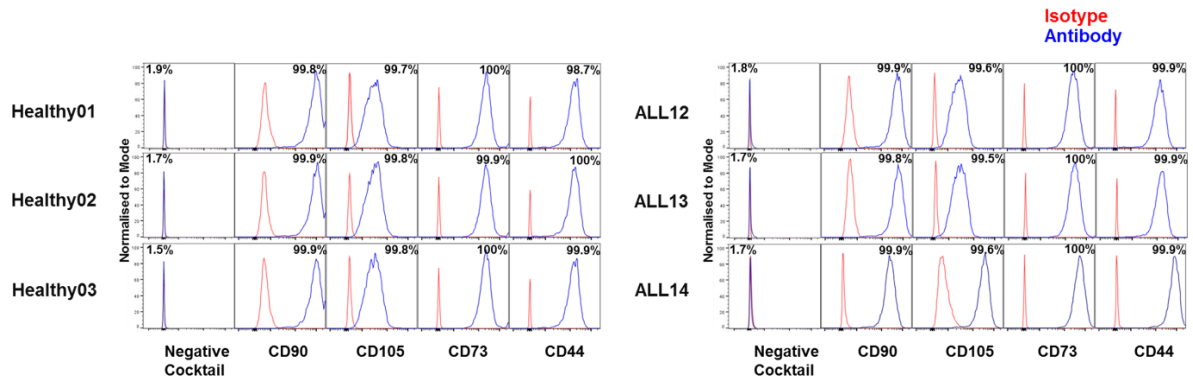 Isotype
Antibody
Healthy01
Healthy02
Healthy03
Normalised to Mode
1.9% 99.8% 99.7% 100% 98.7%
1.7% 99.9% 99.8% 99.9% 100%
1.5% 99.9% 99.8% 100% 99.9%
Negative Cocktail
CD90
CD105
CD73
CD44
ALL12
ALL13
ALL14
Normalised to Mode
1.8% 99.9% 99.6% 100% 99.9%
1.7% 99.8% 99.5% 100% 99.9%
1.7% 99.9% 99.6% 100% 99.9%
Negative Cocktail
CD90
CD105
CD73
CD44